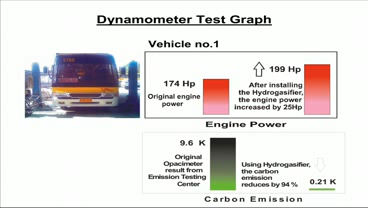 Dynamometer Test Graph
Vehicle no.1
174 Hp
Original engine
power
199 Hp
After installing
the Hydrogasifier,
the engine power
increased by 25Hp
Engine Power
9.6 K
Original
Opacimeter
result from
Emission Testing
Center
Using Hydrogasifier,
the carbon
emission
reduces by 94 %
0.21 K
Carbon Emission